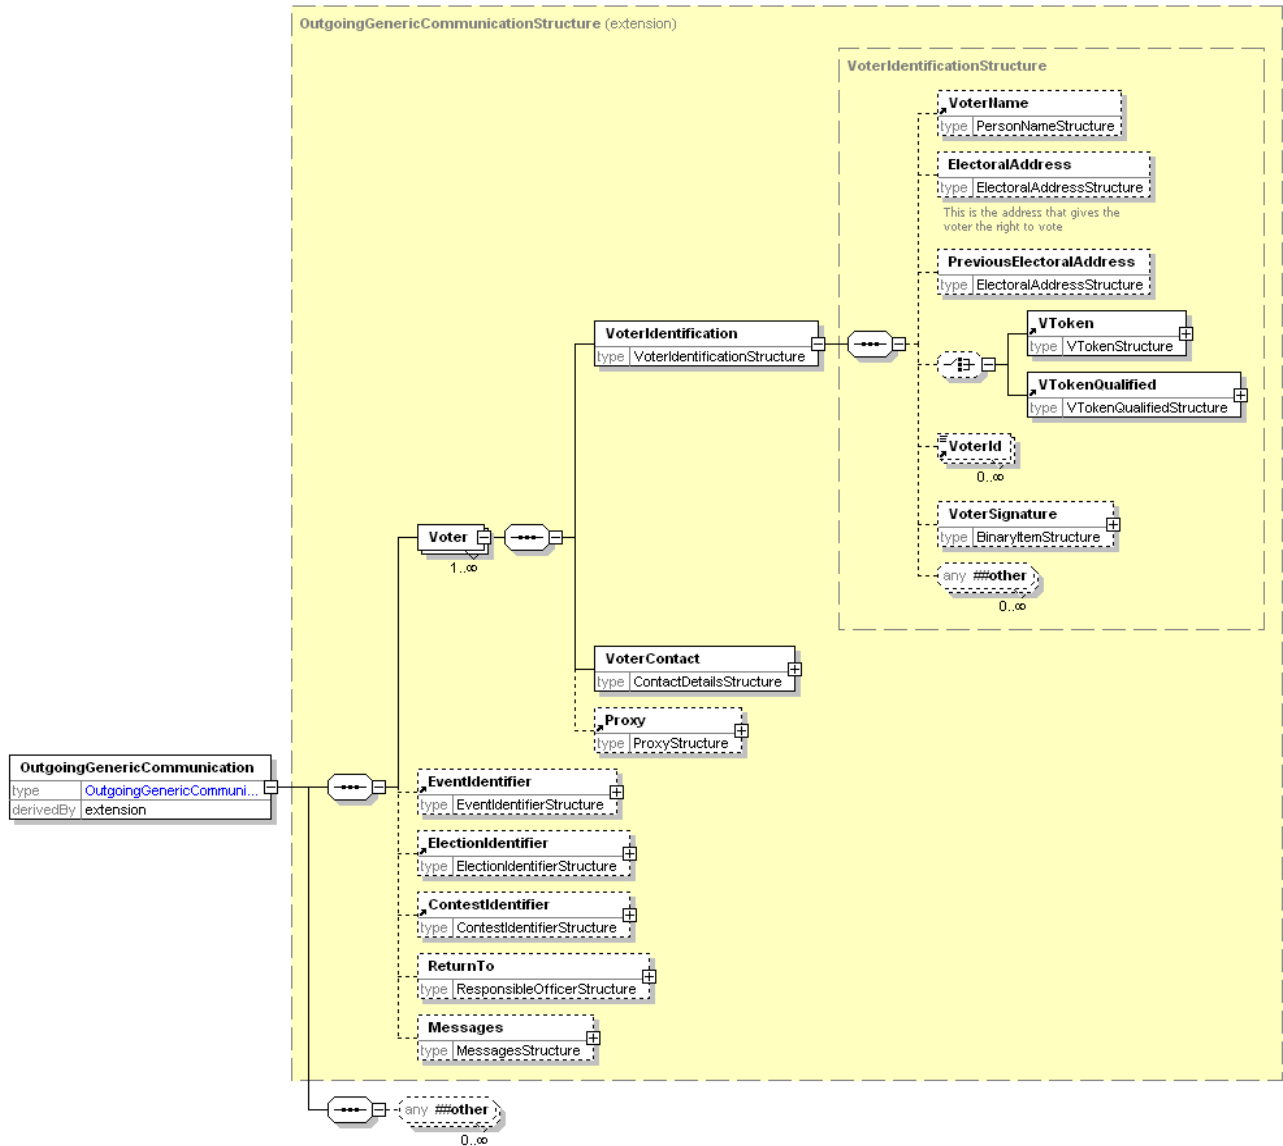 OutgoingGenericCommunicationStructure (extension)
VoterIdentificationStructure
VoterName
type PersonNameStructure
ElectoralAddress
type ElectoralAddressStructure
This is the address that gives the
voter the right to vote
PreviousElectoralAddress
type ElectoralAddressStructure
VToken
type VTokenStructure
VTokenQualified
type VTokenQualifiedStructure
VoterId
0..∞
VoterSignature
type BinaryItemStructure
any ##other
0..∞
VoterIdentification
type VoterIdentificationStructure
Voter
1..∞
VoterContact
type ContactDetailsStructure
Proxy
type ProxyStructure
OutgoingGenericCommunication
type OutgoingGenericCommuni...
derivedBy extension
EventIdentifier
type EventIdentifierStructure
ElectionIdentifier
type ElectionIdentifierStructure
ContestIdentifier
type ContestIdentifierStructure
ReturnTo
type ResponsibleOfficerStructure
Messages
type MessagesStructure
any ##other
0..∞